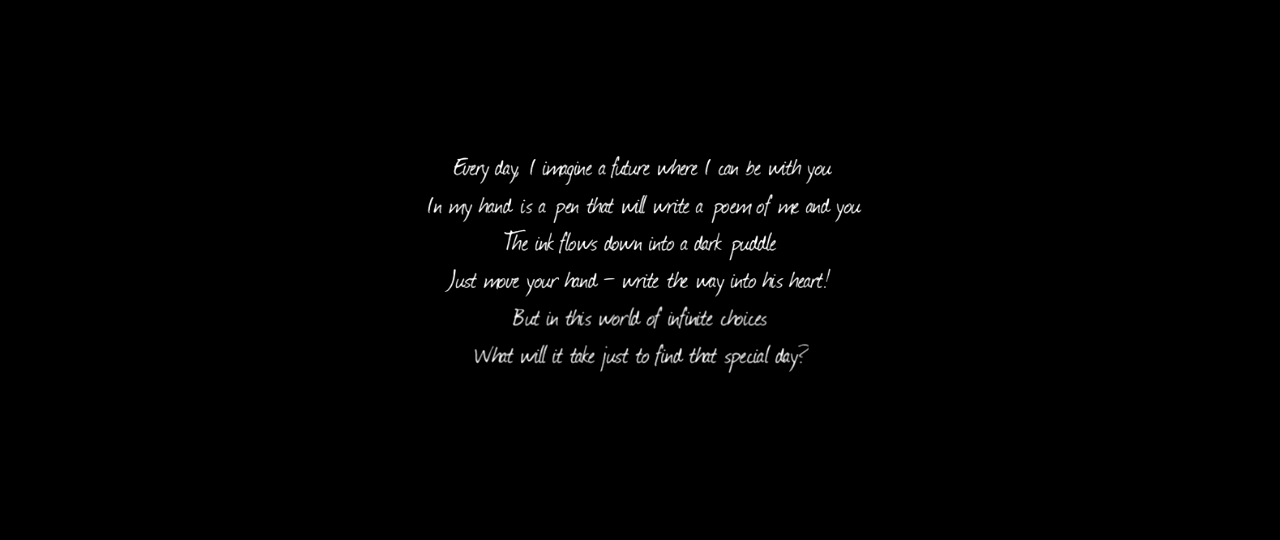 Every day, I imagine a future where I can be with you
In my hand is a pen that will write a poem of me and you
The ink flows down into a dark puddle
Just move your hand – write the way into his heart!
But in this world of infinite choices
What will it take just to find that special day?